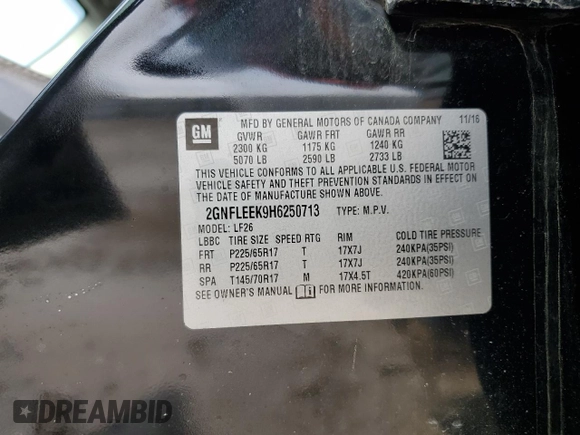 GM
MFD BY GENERAL MOTORS OF CANADA COMPANY 11/16
GVWR GAWR FRT GAWR RR
2300 KG 1175 KG 1240 KG
5070 LB 2590 LB 2733 LB
THIS VEHICLE CONFORMS TO ALL APPLICABLE U.S. FEDERAL MOTOR
VEHICLE SAFETY AND THEFT PREVENTION STANDARDS IN EFFECT ON
THE DATE OF MANUFACTURE SHOWN ABOVE.
2GNFLEEK9H6250713 TYPE: M.P.V.
MODEL: LF26
LBBC TIRE SIZE SPEED RTG RIM COLD TIRE PRESSURE
FRT P225/65R17 T 17X7J 240KPA(35PSI)
RR P225/65R17 T 17X7J 240KPA(35PSI)
SPA T145/70R17 M 17X4.5T 420KPA(60PSI)
SEE OWNER'S MANUAL FOR MORE INFORMATION.
DREAMBID